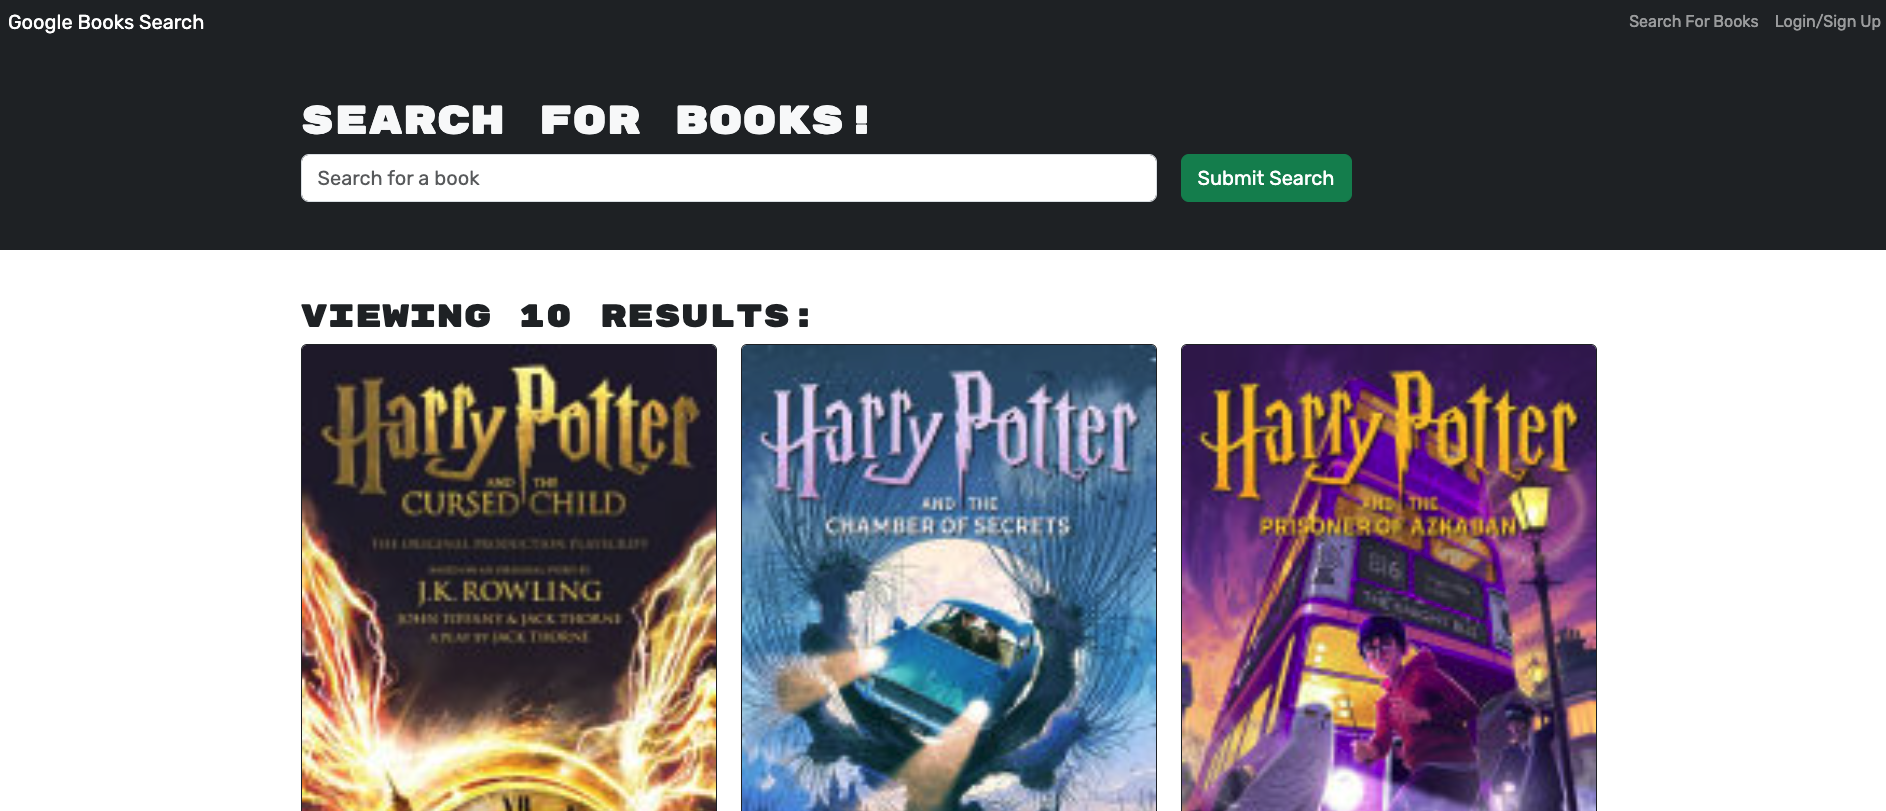 Google Books Search
Search For Books Login/Sign Up
SEARCH FOR BOOKS!
Search for a book
Submit Search
VIEWING 10 RESULTS:
Harry Potter
AND THE
CURSED CHILD
THE ORIGINAL PRODUCTION PLAYSCRIPT
BASED ON AN ORIGINAL STORY BY
J.K. ROWLING
JOHN TIFFANY & JACK THORNE
A PLAY BY JACK THORNE
Harry Potter
AND THE
CHAMBER OF SECRETS
Harry Potter
AND THE
PRISONER OF AZKABAN
THE KNIGHT BUS